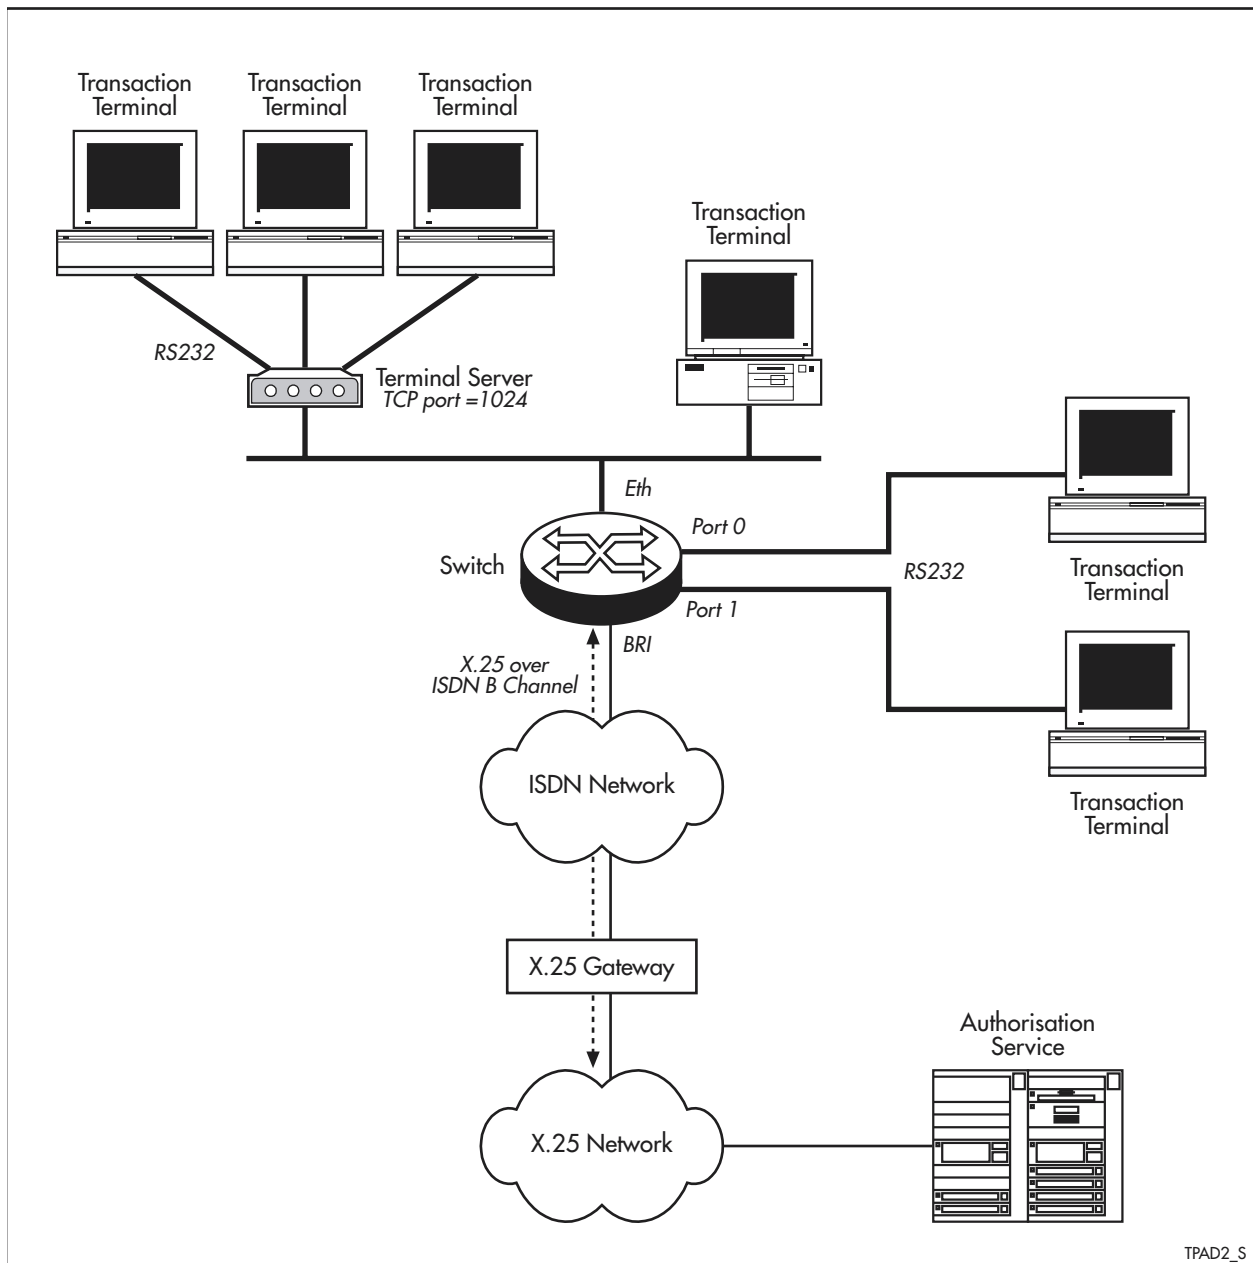 Transaction
Terminal
Transaction
Terminal
Transaction
Terminal
Transaction
Terminal
RS232
Terminal Server
TCP port =1024
Eth
Port 0
Switch
RS232
Transaction
Terminal
Port 1
BRI
X.25 over
ISDN B Channel
ISDN Network
Transaction
Terminal
X.25 Gateway
Authorisation
Service
X.25 Network
TPAD2_S